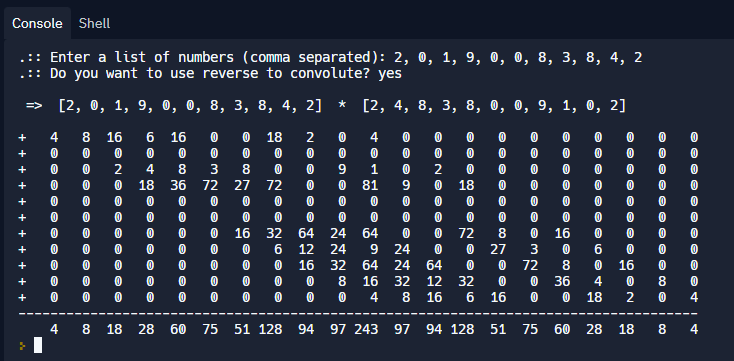 Console Shell
.:: Enter a list of numbers (comma separated): 2, 0, 1, 9, 0, 0, 8, 3, 8, 4, 2
.:: Do you want to use reverse to convolute? yes
=> [2, 0, 1, 9, 0, 0, 8, 3, 8, 4, 2] * [2, 4, 8, 3, 8, 0, 0, 9, 1, 0, 2]
+ 4 8 16 6 16 0 0 18 2 0 4 0 0 0 0 0 0 0 0 0 0
+ 0 0 0 0 0 0 0 0 0 0 0 0 0 0 0 0 0 0 0 0 0
+ 0 0 2 4 8 3 8 0 0 9 1 0 2 0 0 0 0 0 0 0 0
+ 0 0 0 18 36 72 27 72 0 0 81 9 0 18 0 0 0 0 0 0 0
+ 0 0 0 0 0 0 0 0 0 0 0 0 0 0 0 0 0 0 0 0 0
+ 0 0 0 0 0 0 0 0 0 0 0 0 0 0 0 0 0 0 0 0 0
+ 0 0 0 0 0 0 16 32 64 24 64 0 0 72 8 0 16 0 0 0 0
+ 0 0 0 0 0 0 0 6 12 24 9 24 0 0 27 3 0 6 0 0 0
+ 0 0 0 0 0 0 0 0 16 32 64 24 64 0 0 72 8 0 16 0 0
+ 0 0 0 0 0 0 0 0 0 8 16 32 12 32 0 0 36 4 0 8 0
+ 0 0 0 0 0 0 0 0 0 0 4 8 16 6 16 0 0 18 2 0 4
-------------------------------------------------------------------------------------
4 8 18 28 60 75 51 128 94 97 243 97 94 128 51 75 60 28 18 8 4